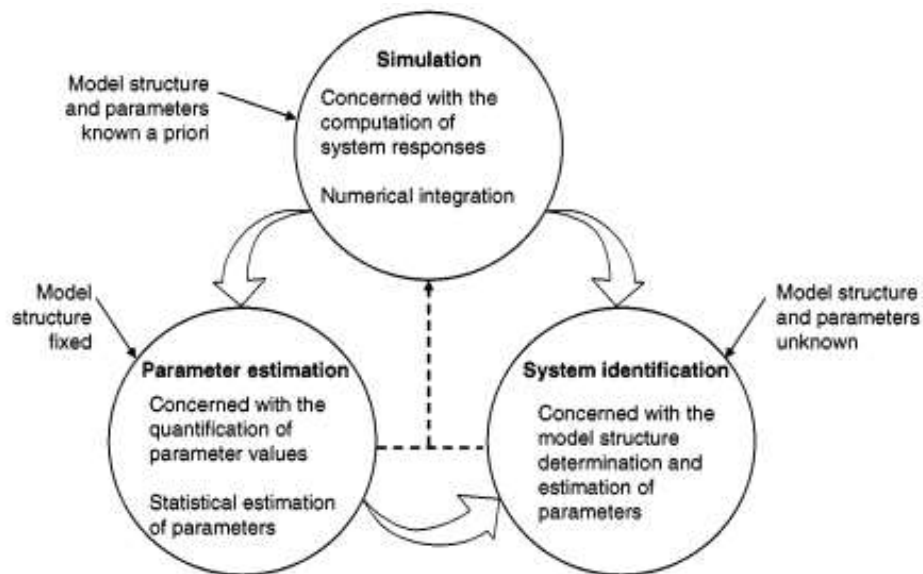 Simulation
Model structure
and parameters
known a priori
Concerned with the
computation of
system responses
Numerical integration
Model
structure
fixed
Model structure
and parameters
unknown
Parameter estimation
Concerned with the
quantification of
parameter values
Statistical estimation
of parameters
System identification
Concerned with the
model structure
determination and
estimation of
parameters